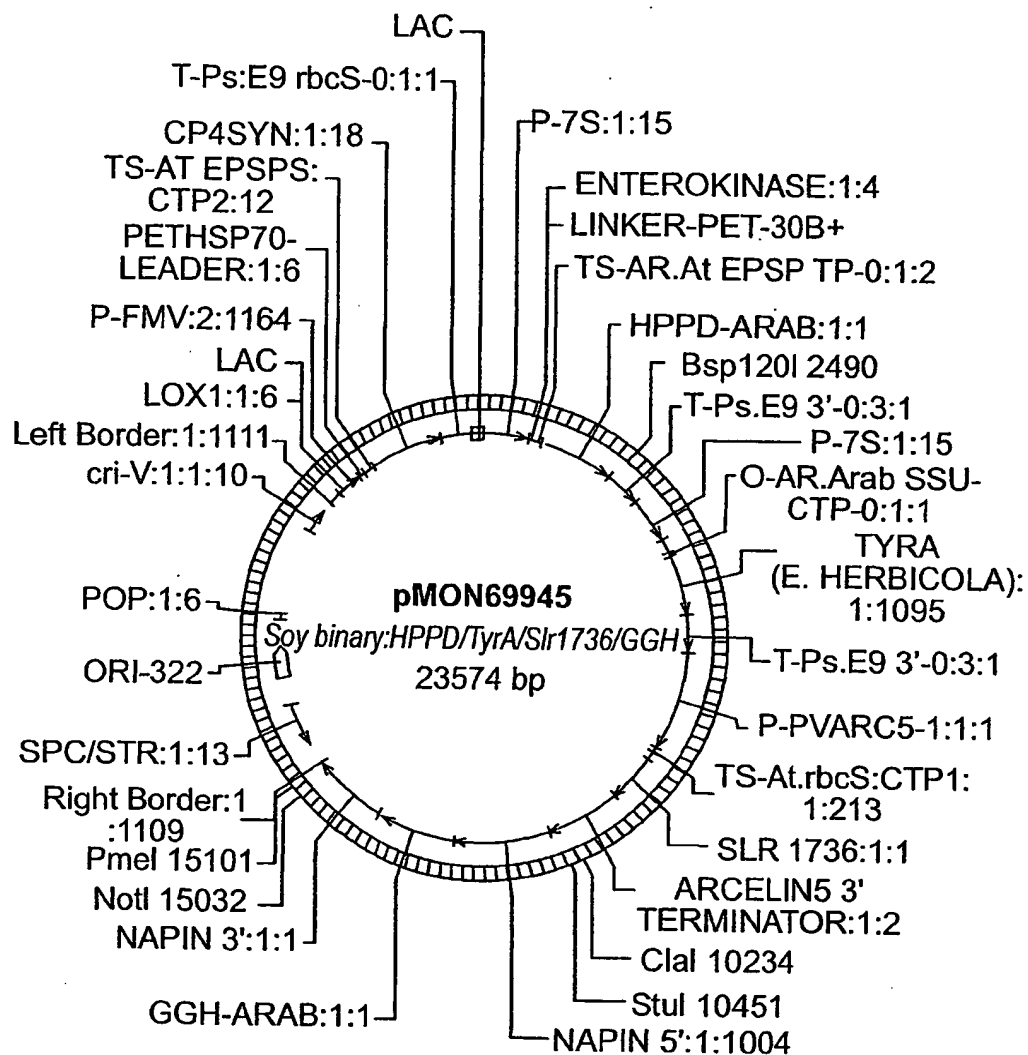 LAC
T-Ps:E9 rbcS-0:1:1
CP4SYN:1:18
TS-AT EPSPS:
CTP2:12
PETHSP70-
LEADER:1:6
P-FMV:2:1164
LAC
LOX1:1:6
Left Border:1:1111
cri-V:1:1:10
POP:1:6
ORI-322
SPC/STR:1:13
Right Border:1
:1109
PmeI 15101
NotI 15032
NAPIN 3':1:1
GGH-ARAB:1:1
P-7S:1:15
ENTEROKINASE:1:4
LINKER-PET-30B+
TS-AR.At EPSP TP-0:1:2
HPPD-ARAB:1:1
Bsp120I 2490
T-Ps.E9 3'-0:3:1
P-7S:1:15
O-AR.Arab SSU-
CTP-0:1:1
TYRA
(E. HERBICOLA):
1:1095
T-Ps.E9 3'-0:3:1
P-PVARC5-1:1:1
TS-At.rbcS:CTP1:
1:213
SLR 1736:1:1
ARCELIN5 3'
TERMINATOR:1:2
ClaI 10234
StuI 10451
NAPIN 5':1:1004
pMON69945
Soy binary:HPPD/TyrA/Slr1736/GGH
23574 bp